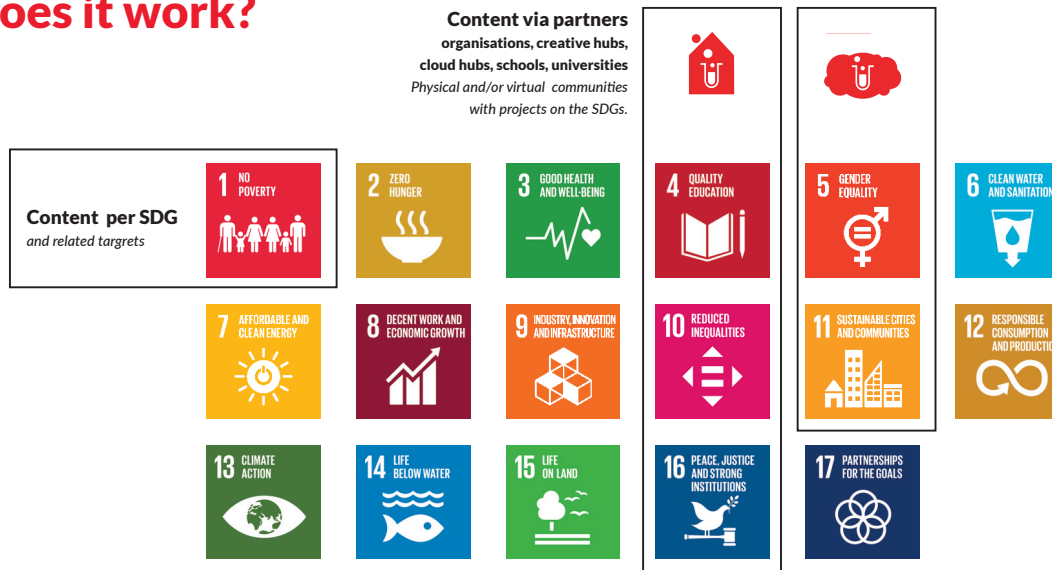 oes it work?
Content via partners
organisations, creative hubs,
cloud hubs, schools, universities
Physical and/or virtual communities
with projects on the SDGs.
Content per SDG
and related targrets
1 NO
POVERTY
2 ZERO
HUNGER
3 GOOD HEALTH
AND WELL-BEING
4 QUALITY
EDUCATION
5 GENDER
EQUALITY
6 CLEAN WATER
AND SANITATION
7 AFFORDABLE AND
CLEAN ENERGY
8 DECENT WORK AND
ECONOMIC GROWTH
9 INDUSTRY, INNOVATION
AND INFRASTRUCTURE
10 REDUCED
INEQUALITIES
11 SUSTAINABLE CITIES
AND COMMUNITIES
12 RESPONSIBLE
CONSUMPTION
AND PRODUCTIO
13 CLIMATE
ACTION
14 LIFE
BELOW WATER
15 LIFE
ON LAND
16 PEACE, JUSTICE
AND STRONG
INSTITUTIONS
17 PARTNERSHIPS
FOR THE GOALS